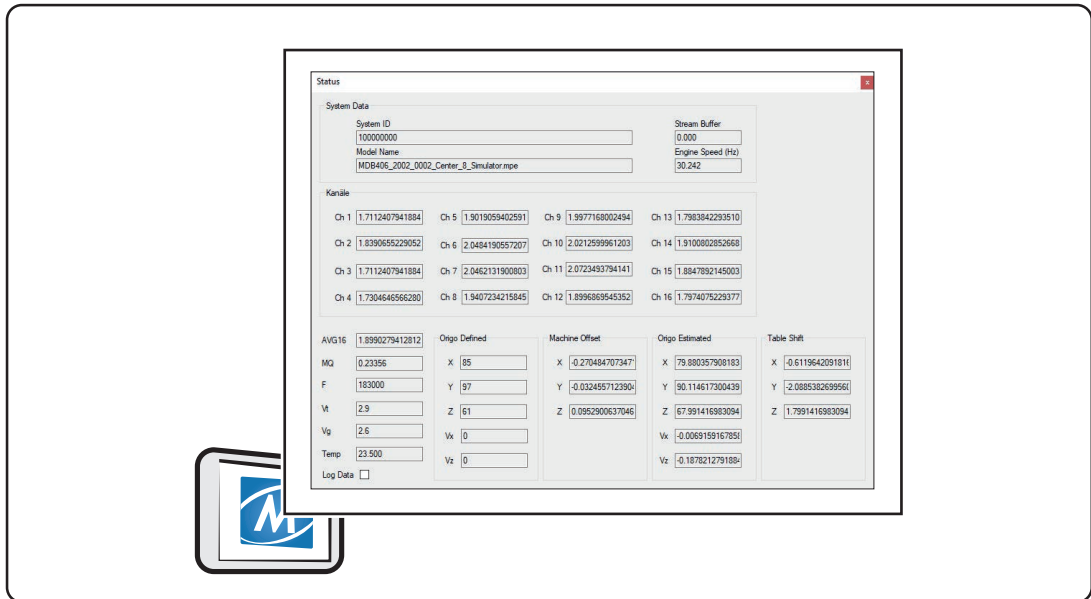 Status
x
System Data
System ID Stream Buffer
100000000 0.000
Model Name Engine Speed (Hz)
MDB406_2002_0002_Center_8_Simulator.mpe 30.242
Kanäle
Ch 1 1.7112407941884 Ch 5 1.9019059402591 Ch 9 1.9977168002494 Ch 13 1.7983842293510
Ch 2 1.8390655229052 Ch 6 2.0484190557207 Ch 10 2.0212599961203 Ch 14 1.9100802852668
Ch 3 1.7112407941884 Ch 7 2.0462131900803 Ch 11 2.0723493794141 Ch 15 1.8847892145003
Ch 4 1.7304646566280 Ch 8 1.9407234215845 Ch 12 1.8996869545352 Ch 16 1.7974075229377
AVG16 1.8990279412812 Origo Defined Machine Offset Origo Estimated Table Shift
MQ 0.23356 X 85 X -0.270484707347 X 79.880357908183 X -0.611964209181
F 183000 Y 97 Y -0.032455712390 Y 90.114617300439 Y -2.088538269956
Vt 2.9 Z 61 Z 0.0952900637046 Z 67.991416983094 Z 1.7991416983094
Vg 2.6 Vx 0 Vx -0.00691591678
Temp 23.500 Vz 0 Vz -0.187821279188
Log Data
M